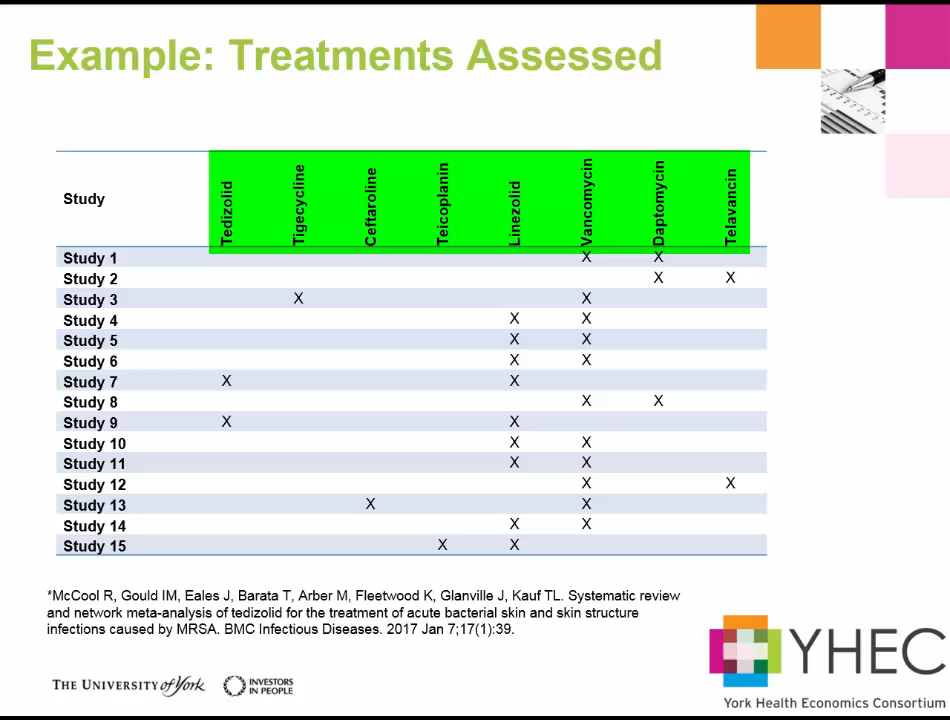 Example: Treatments Assessed
Study Tedizolid Tigecycline Ceftaroline Teicoplanin Linezolid Vancomycin Daptomycin Telavancin
Study 1 X X
Study 2 X X
Study 3 X X
Study 4 X X
Study 5 X X
Study 6 X X
Study 7 X X
Study 8 X X
Study 9 X X
Study 10 X X
Study 11 X X
Study 12 X X
Study 13 X X
Study 14 X X
Study 15 X X
*McCool R, Gould IM, Eales J, Barata T, Arber M, Fleetwood K, Glanville J, Kauf TL. Systematic review
and network meta-analysis of tedizolid for the treatment of acute bacterial skin and skin structure
infections caused by MRSA. BMC Infectious Diseases. 2017 Jan 7;17(1):39.
THE UNIVERSITY of York
INVESTORS
IN PEOPLE
YHEC
York Health Economics Consortium